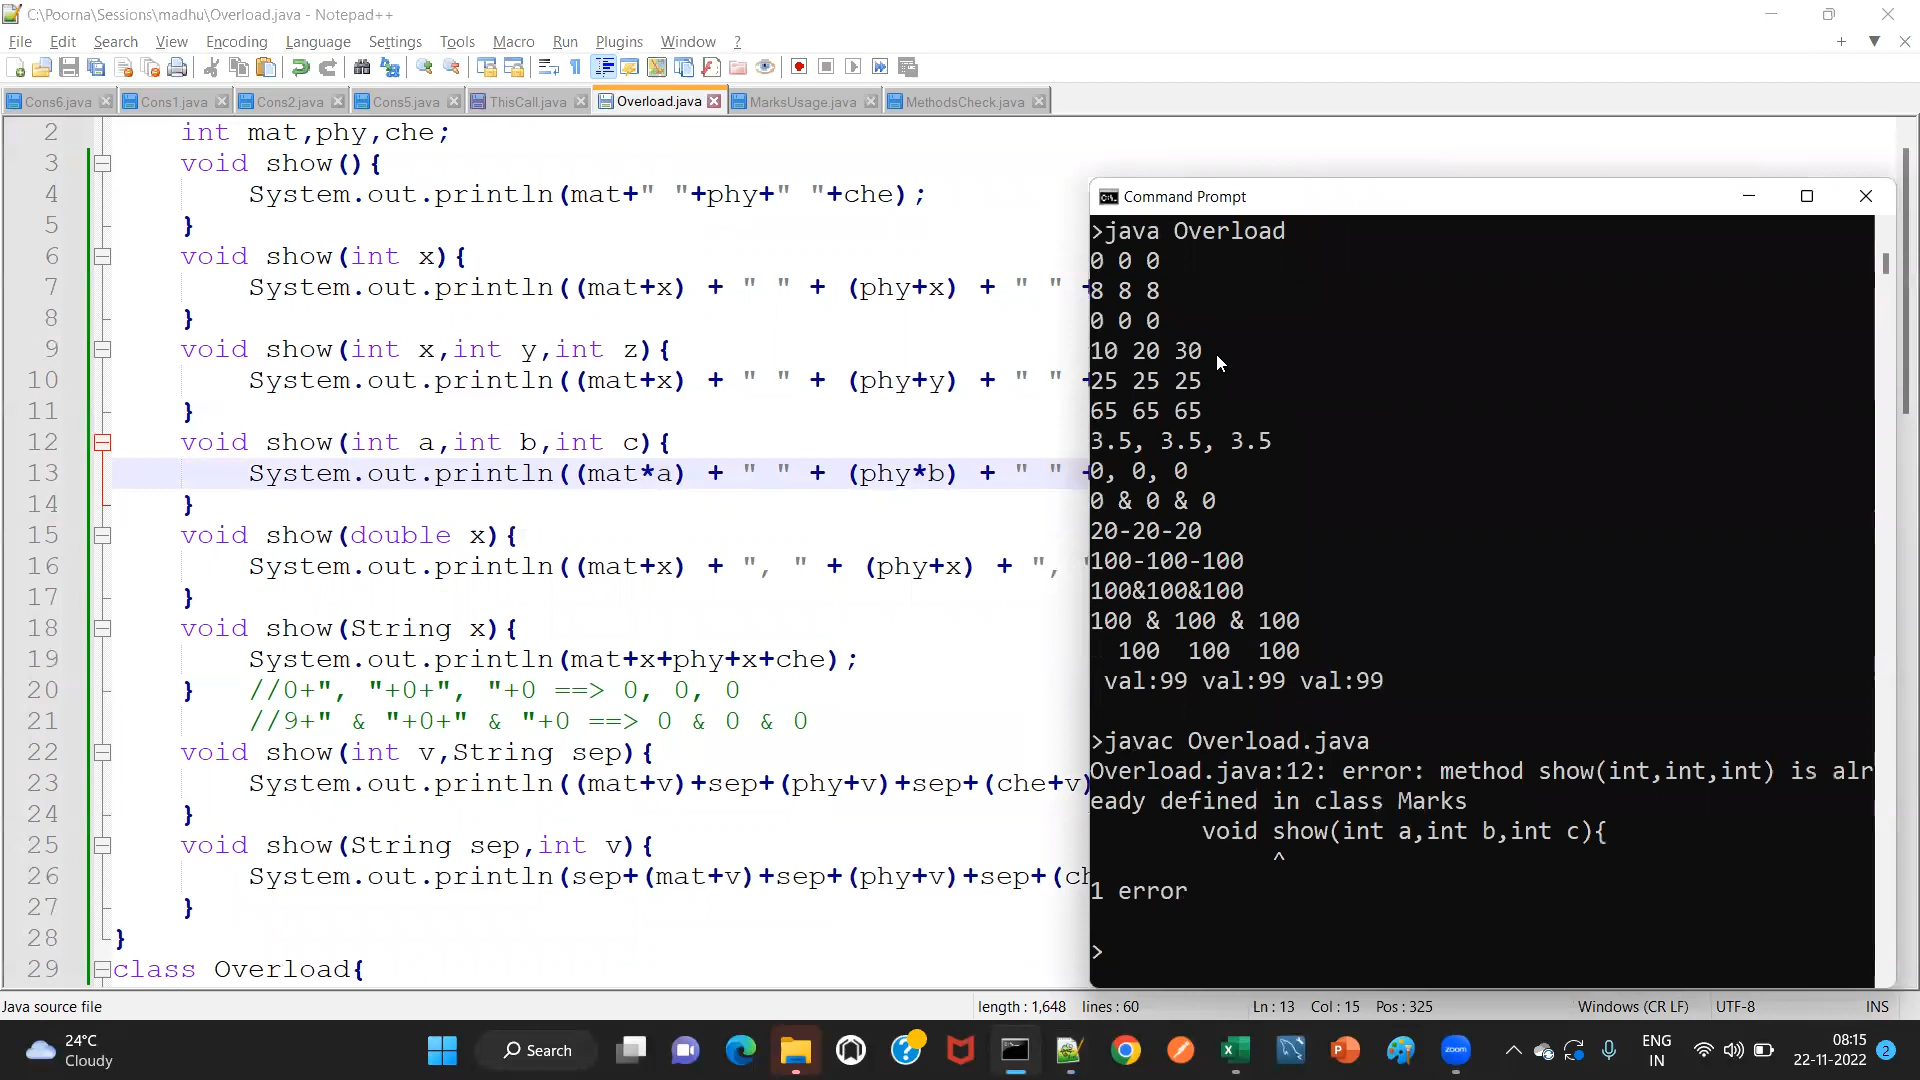 C:\Poorna\Sessions\madhu\Overload.java - Notepad++
File Edit Search View Encoding Language Settings Tools Macro Run Plugins Window ?
Cons6.java Cons1.java Cons2.java Cons5.java ThisCall.java Overload.java MarksUsage.java MethodsCheck.java
2 int mat,phy,che;
3 void show(){
4 System.out.println(mat+" "+phy+" "+che);
5 }
6 void show(int x){
7 System.out.println((mat+x) + " " + (phy+x) + " " +
8 }
9 void show(int x,int y,int z){
10 System.out.println((mat+x) + " " + (phy+y) + " " +
11 }
12 void show(int a,int b,int c){
13 System.out.println((mat*a) + " " + (phy*b) + " " +
14 }
15 void show(double x){
16 System.out.println((mat+x) + ", " + (phy+x) + ", "
17 }
18 void show(String x){
19 System.out.println(mat+x+phy+x+che);
20 } //0+", "+0+", "+0 ==> 0, 0, 0
21 //9+" & "+0+" & "+0 ==> 0 & 0 & 0
22 void show(int v,String sep){
23 System.out.println((mat+v)+sep+(phy+v)+sep+(che+v)
24 }
25 void show(String sep,int v){
26 System.out.println(sep+(mat+v)+sep+(phy+v)+sep+(ch
27 }
28 }
29 class Overload{
Command Prompt
>java Overload
0 0 0
8 8 8
0 0 0
10 20 30
25 25 25
65 65 65
3.5, 3.5, 3.5
0, 0, 0
0 & 0 & 0
20-20-20
100-100-100
100&100&100
100 & 100 & 100
100 100 100
val:99 val:99 val:99
>javac Overload.java
Overload.java:12: error: method show(int,int,int) is alr
eady defined in class Marks
void show(int a,int b,int c){
^
1 error
>
Java source file length : 1,648 lines : 60 Ln : 13 Col : 15 Pos : 325 Windows (CR LF) UTF-8 INS
24°C
Cloudy
Search
zoom
ENG
IN
08:15
22-11-2022
2